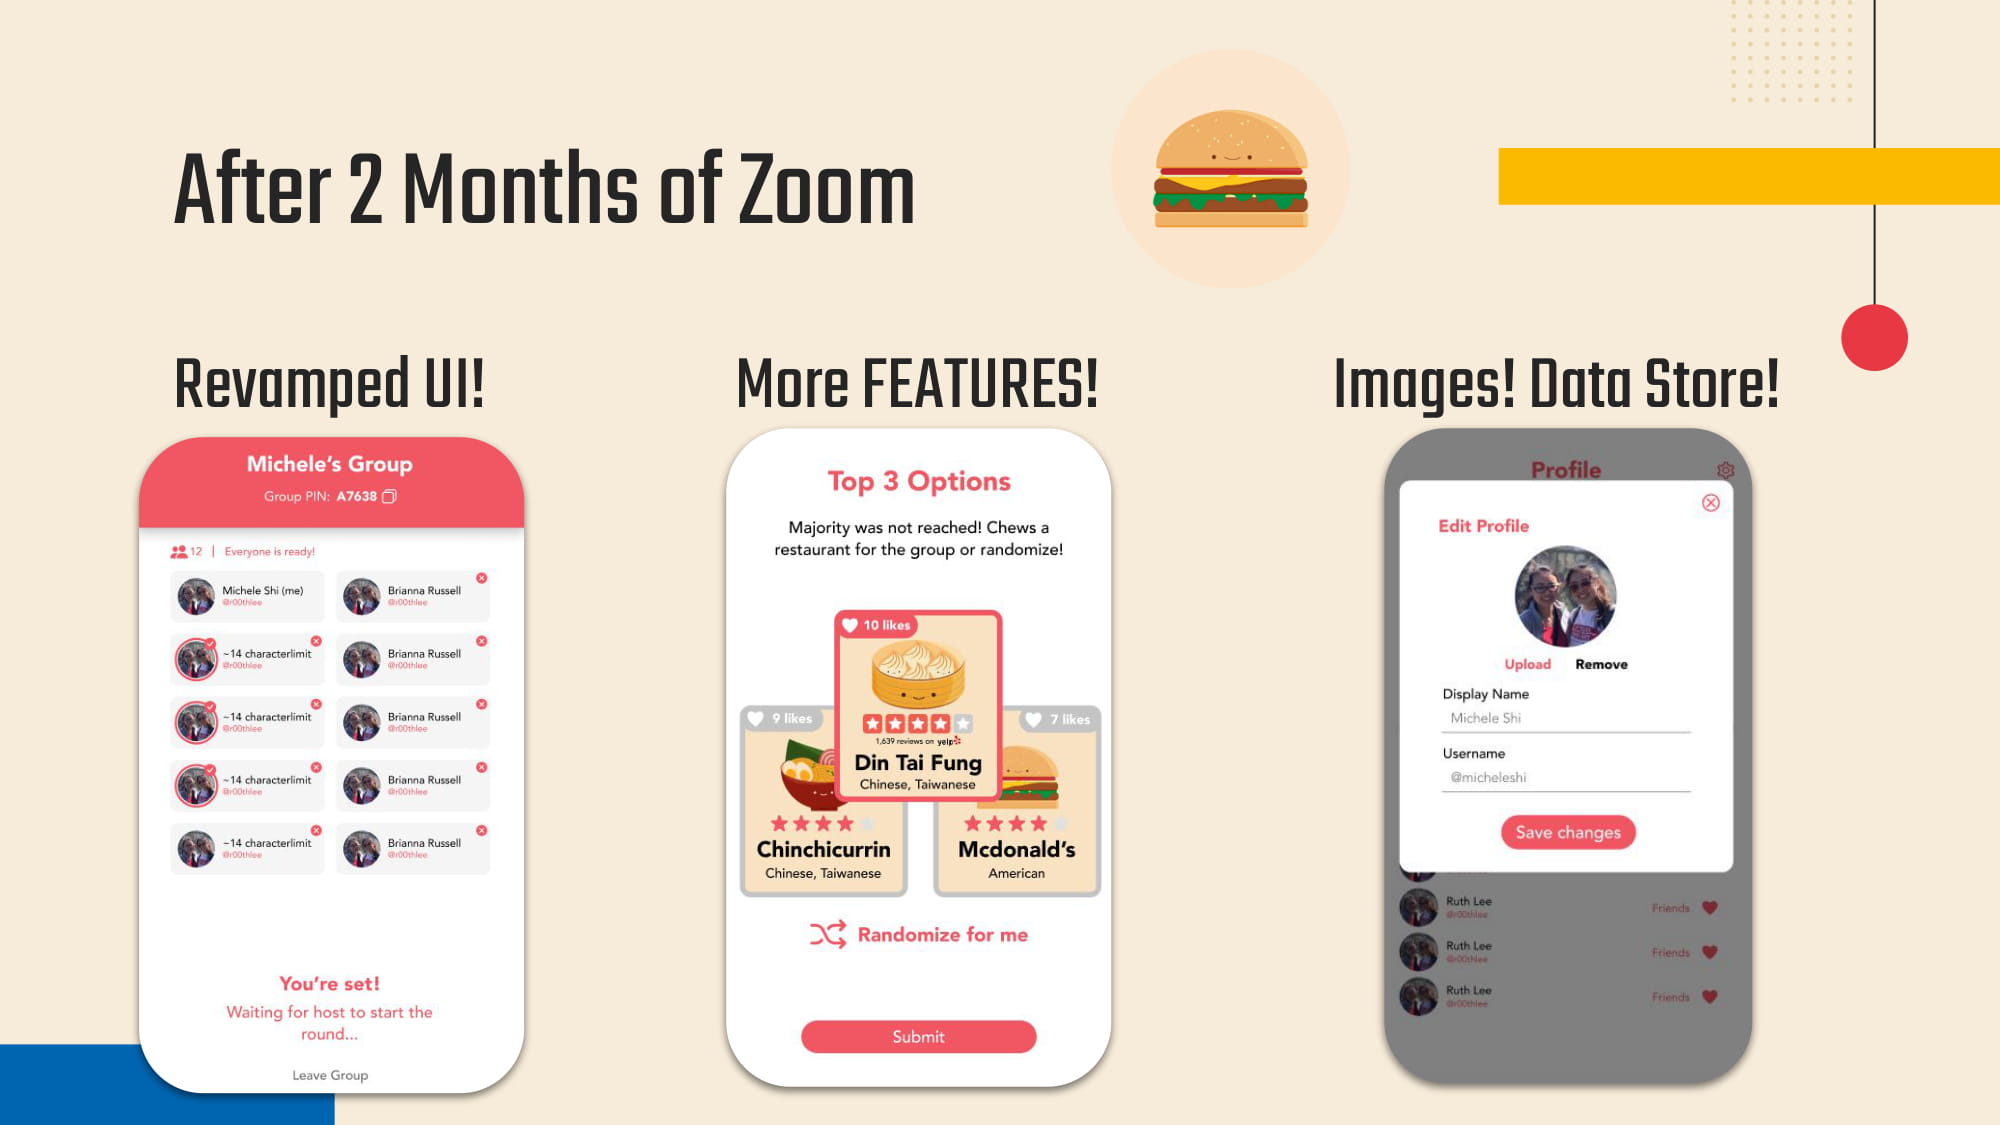 After 2 Months of Zoom
Revamped UI!
Michele's Group
Group PIN: A7638
12 | Everyone is ready!
Michele Shi (me)
@r00thlee
Brianna Russell
@r00thlee
~14 characterlimit
@r00thlee
Brianna Russell
@r00thlee
~14 characterlimit
@r00thlee
Brianna Russell
@r00thlee
~14 characterlimit
@r00thlee
Brianna Russell
@r00thlee
~14 characterlimit
@r00thlee
Brianna Russell
@r00thlee
You're set!
Waiting for host to start the
round...
Leave Group
More FEATURES!
Top 3 Options
Majority was not reached! Chews a
restaurant for the group or randomize!
10 likes
1,639 reviews on yelp
Din Tai Fung
Chinese, Taiwanese
9 likes
Chinchicurrin
Chinese, Taiwanese
7 likes
Mcdonald's
American
Randomize for me
Submit
Images! Data Store!
Profile
Edit Profile
Upload Remove
Display Name
Michele Shi
Username
@micheleshi
Save changes
Ruth Lee
@r00thlee
Friends
Ruth Lee
@r00thlee
Friends
Ruth Lee
@r00thlee
Friends